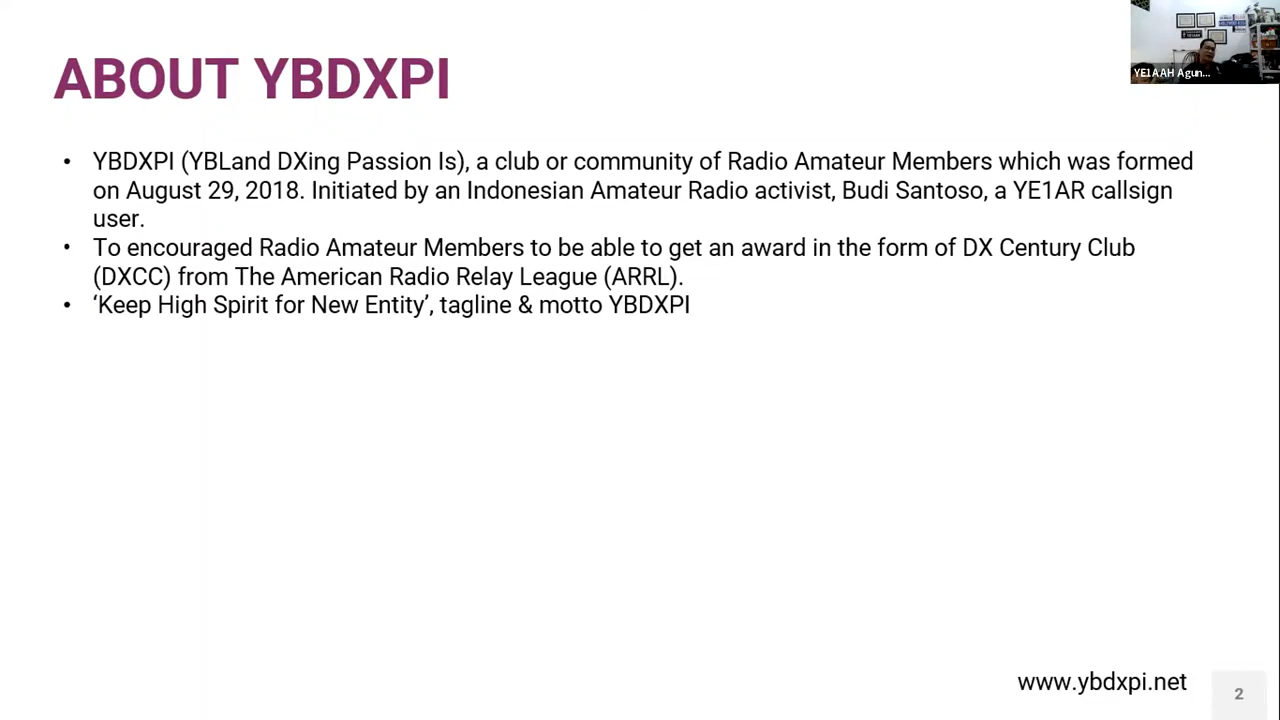 ABOUT YBDXPI
YE1AAH Agun...
• YBDXPI (YBLand DXing Passion Is), a club or community of Radio Amateur Members which was formed
on August 29, 2018. Initiated by an Indonesian Amateur Radio activist, Budi Santoso, a YE1AR callsign
user.
• To encouraged Radio Amateur Members to be able to get an award in the form of DX Century Club
(DXCC) from The American Radio Relay League (ARRL).
• ‘Keep High Spirit for New Entity’, tagline & motto YBDXPI
www.ybdxpi.net
2